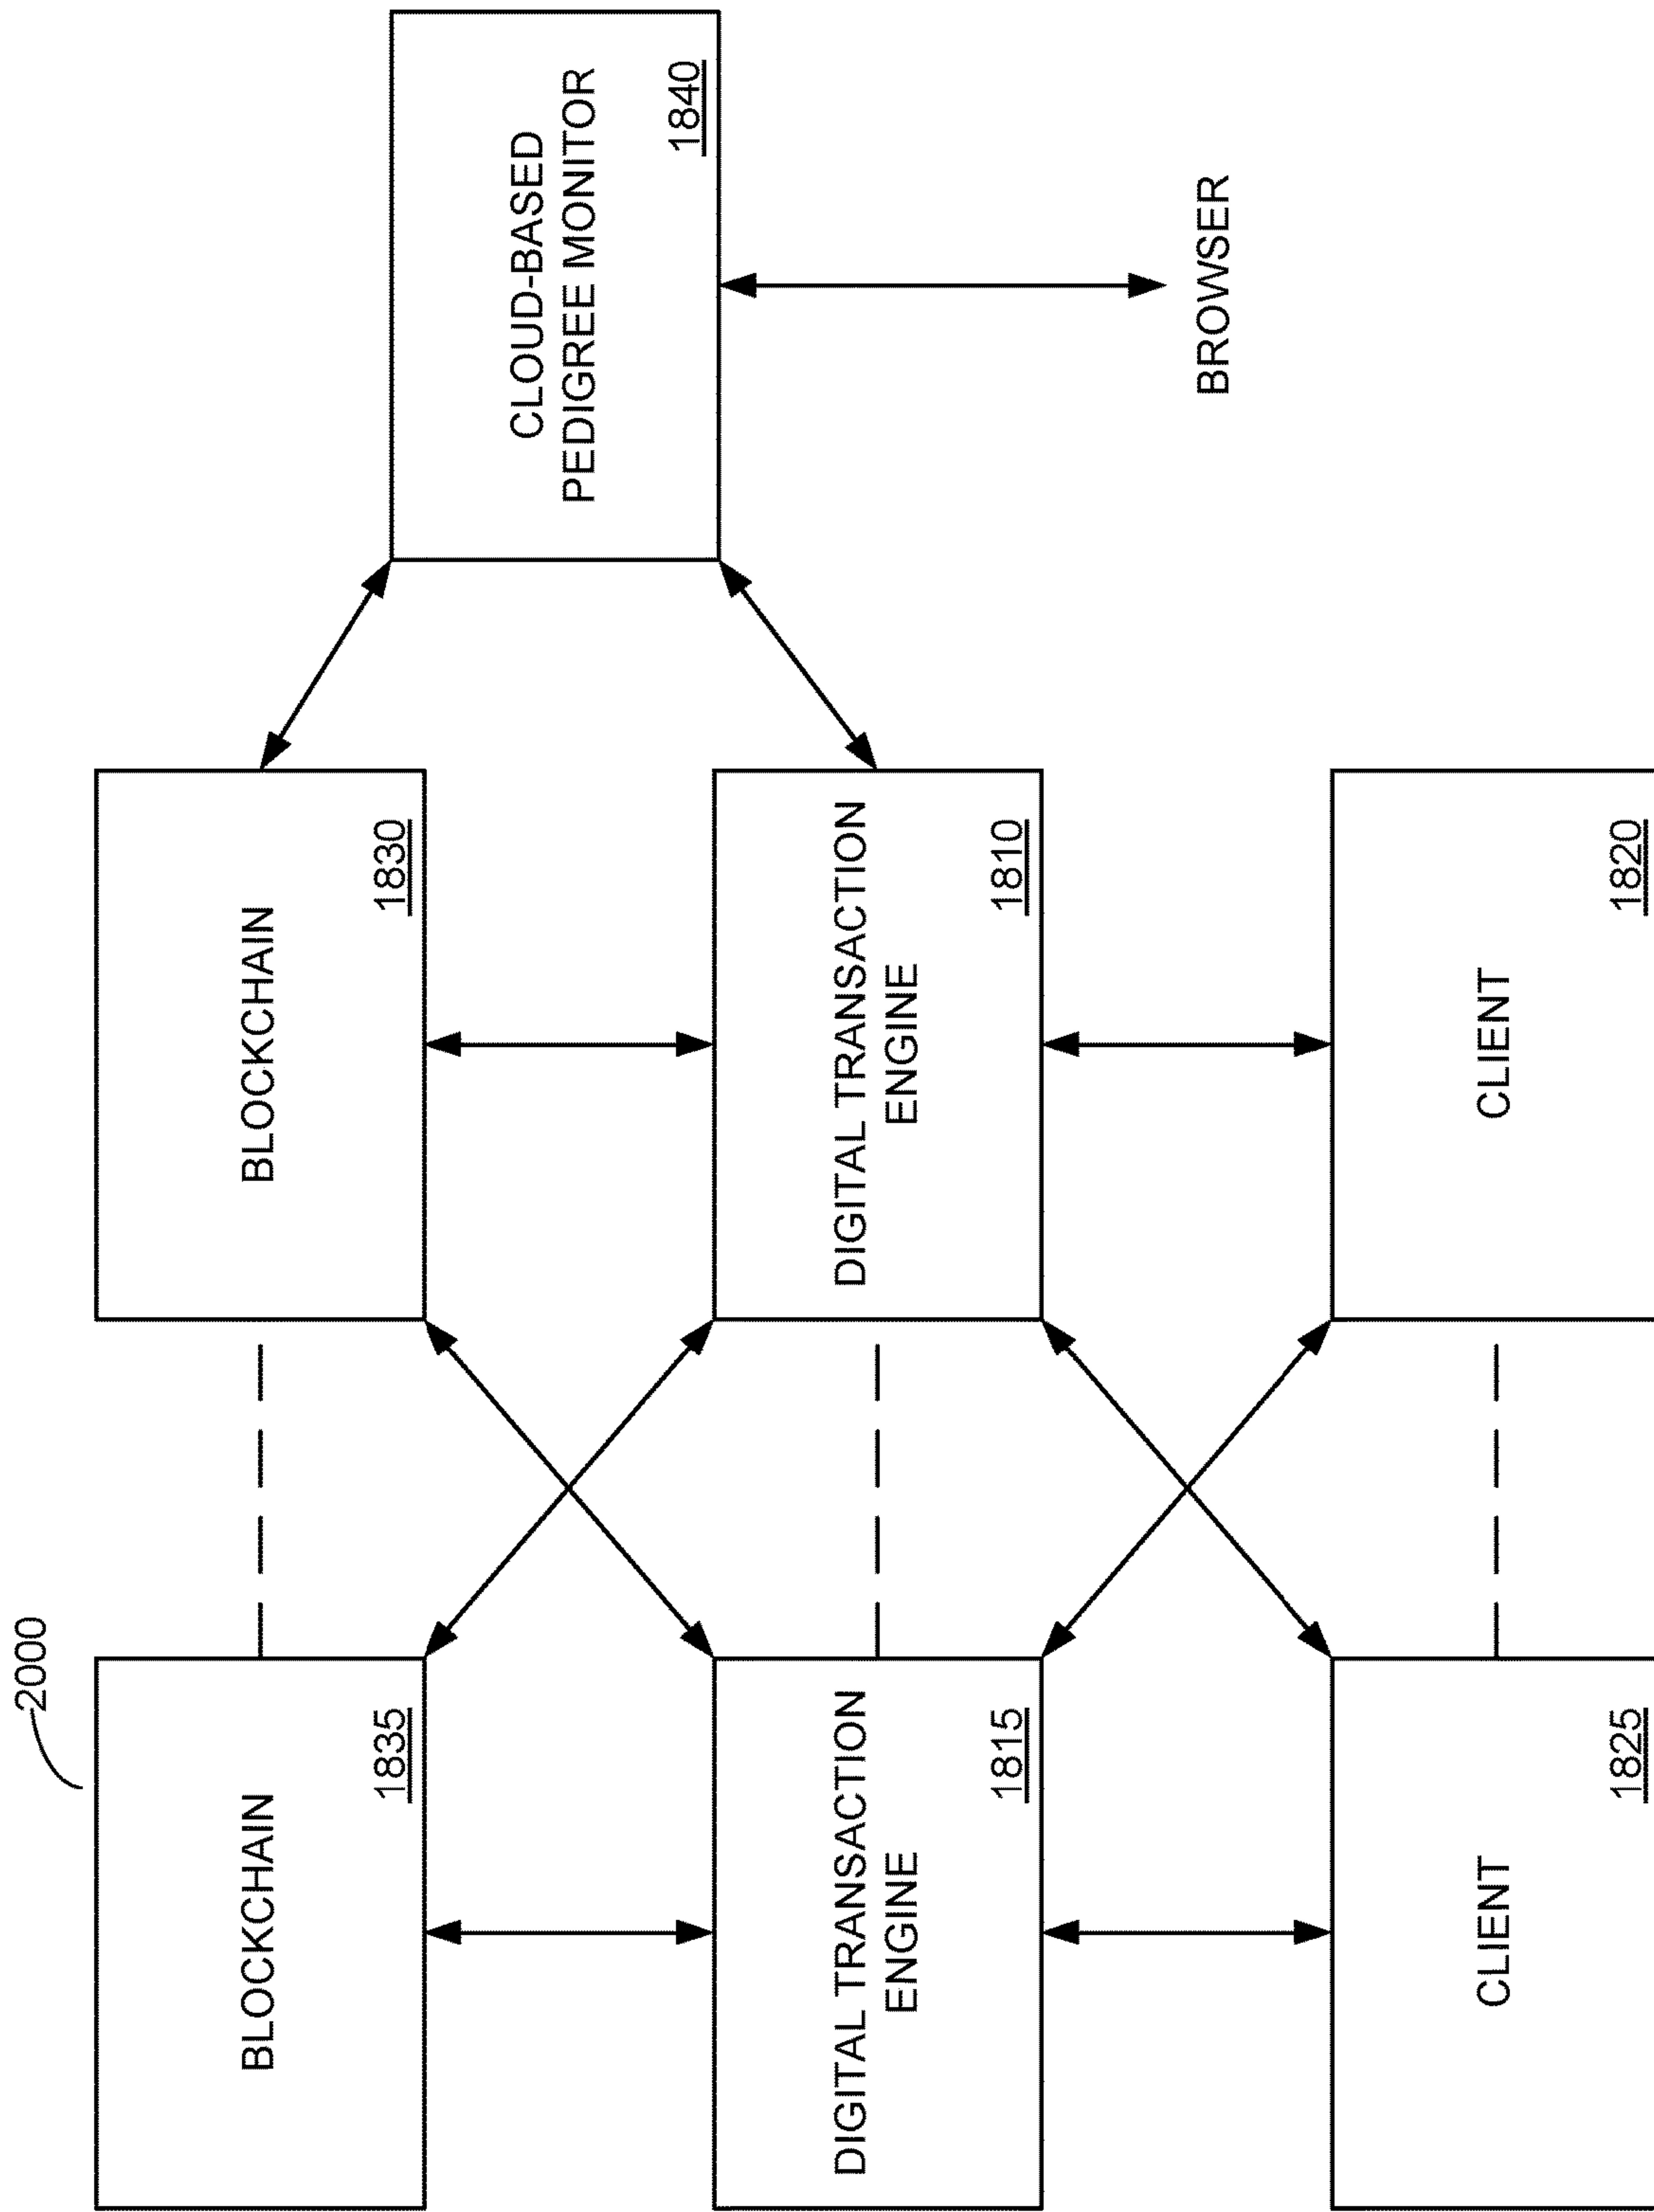 2000
BLOCKCHAIN
1835
BLOCKCHAIN
1830
CLOUD-BASED
PEDIGREE MONITOR
1840
DIGITAL TRANSACTION
ENGINE
1815
DIGITAL TRANSACTION
ENGINE
1810
BROWSER
CLIENT
1825
CLIENT
1820